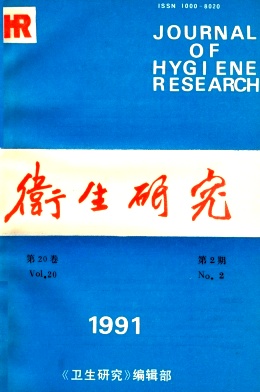 HR
ISSN 1000-8020
JOURNAL
OF
HYGIENE
RESEARCH
衛生研究
第20卷
第2期
Vol.20
No. 2
1991
《卫生研究》编辑部